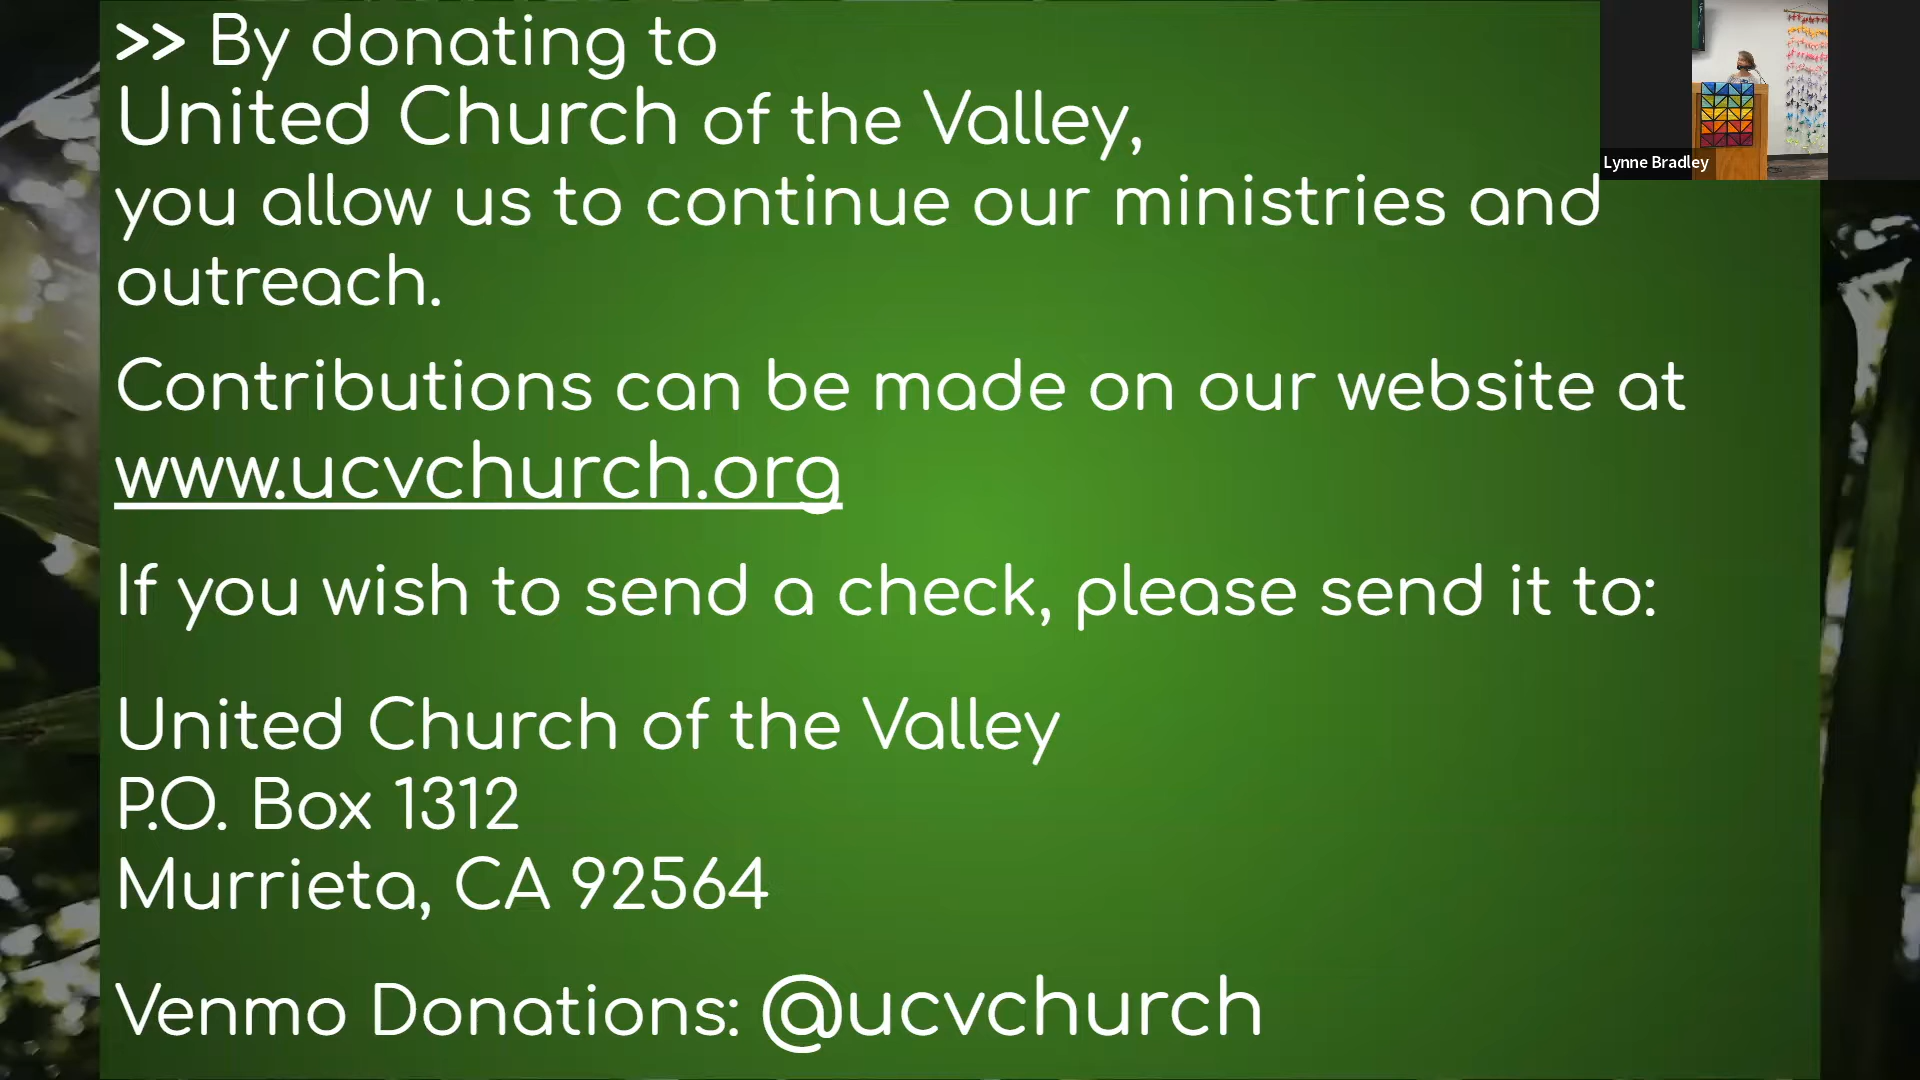 >> By donating to
United Church of the Valley,
you allow us to continue our ministries and
outreach.
Contributions can be made on our website at
www.ucvchurch.org
If you wish to send a check, please send it to:
United Church of the Valley
P.O. Box 1312
Murrieta, CA 92564
Venmo Donations: @ucvchurch
Lynne Bradley